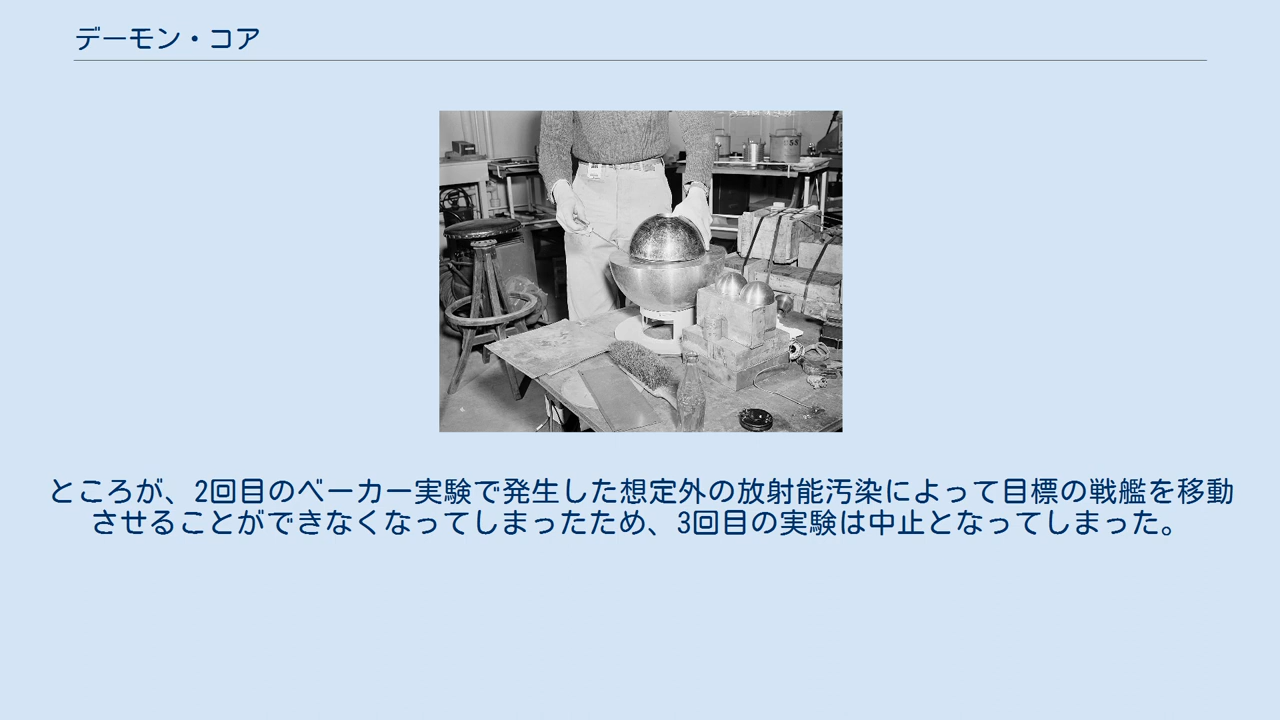 デーモン・コア
ところが、2回目のベーカー実験で発生した想定外の放射能汚染によって目標の戦艦を移動
させることができなくなってしまったため、3回目の実験は中止となってしまった。